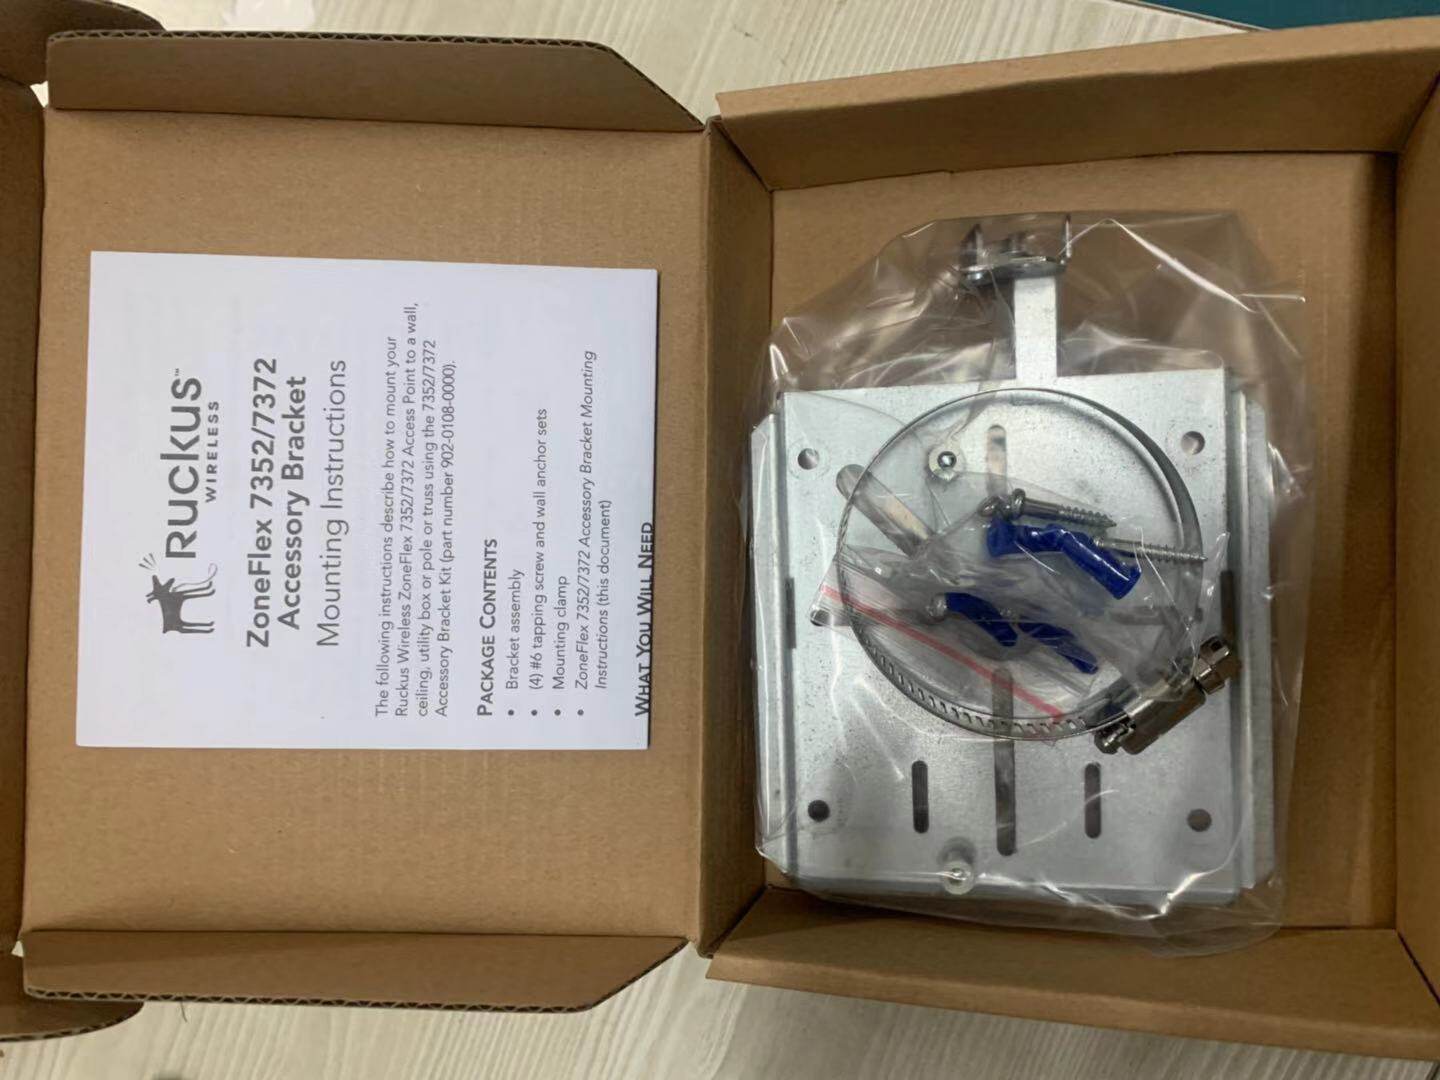 Ruckus™
WIRELESS
ZoneFlex 7352/7372
Accessory Bracket
Mounting Instructions
The following instructions describe how to mount your
Ruckus Wireless ZoneFlex 7352/7372 Access Point to a wall,
ceiling, utility box or pole or truss using the 7352/7372
Accessory Bracket Kit (part number 902-0108-0000).
PACKAGE CONTENTS
• Bracket assembly
• (4) #6 tapping screw and wall anchor sets
• Mounting clamp
• ZoneFlex 7352/7372 Accessory Bracket Mounting
Instructions (this document)
WHAT YOU WILL NEED